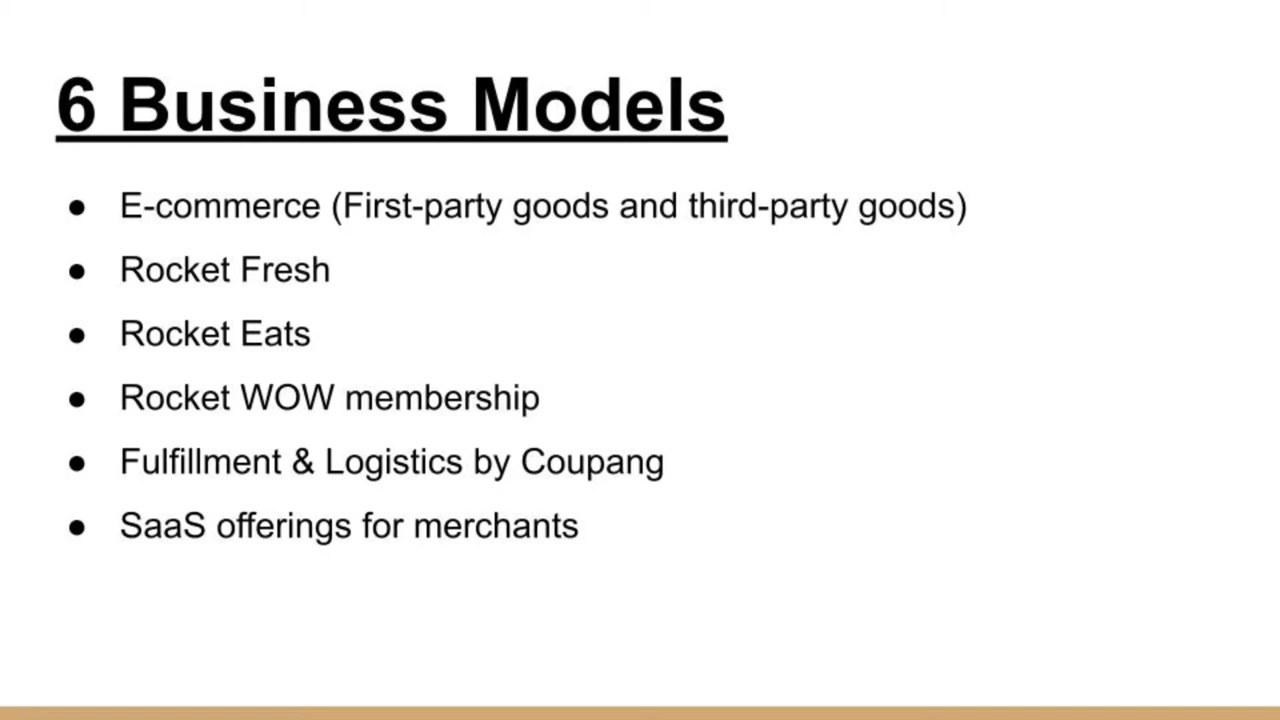 6 Business Models
● E-commerce (First-party goods and third-party goods)
● Rocket Fresh
● Rocket Eats
● Rocket WOW membership
● Fulfillment & Logistics by Coupang
● SaaS offerings for merchants